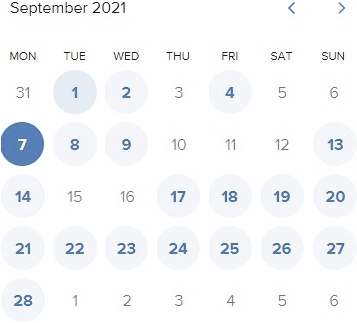 September 2021
MON TUE WED THU FRI SAT SUN
31 1 2 3 4 5 6
7 8 9 10 11 12 13
14 15 16 17 18 19 20
21 22 23 24 25 26 27
28 1 2 3 4 5 6